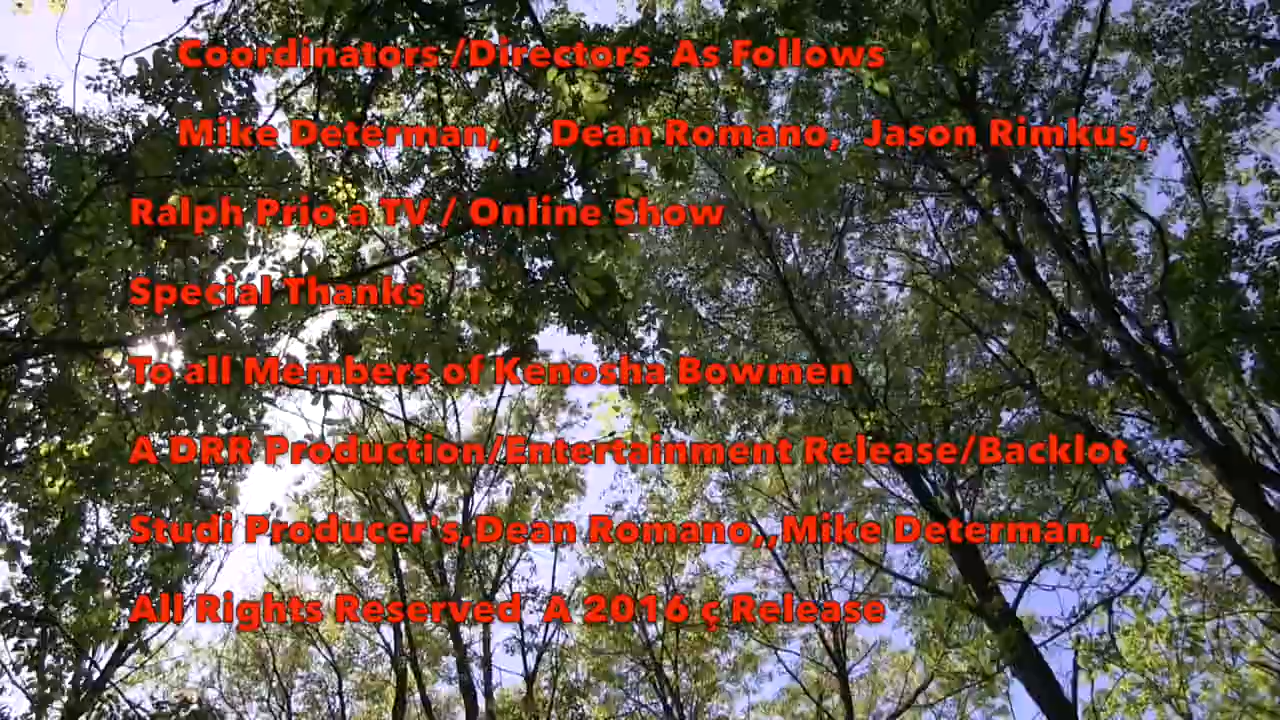 Coordinators /Directors  As Follows
Mike Determan,    Dean Romano,  Jason Rimkus,
Ralph Prio a TV / Online Show
Special Thanks
To all Members of Kenosha Bowmen
A DRR Production/Entertainment Release/Backlot
Studi Producer's,Dean Romano,,Mike Determan,
All Rights Reserved  A 2016 ç Release